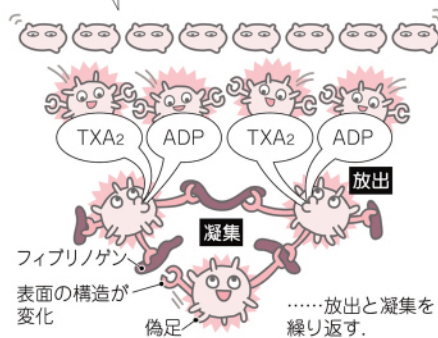 TXA2
ADP
TXA2
ADP
放出
凝集
フィブリノゲン
表面の構造が
変化
偽足
……放出と凝集を
繰り返す.